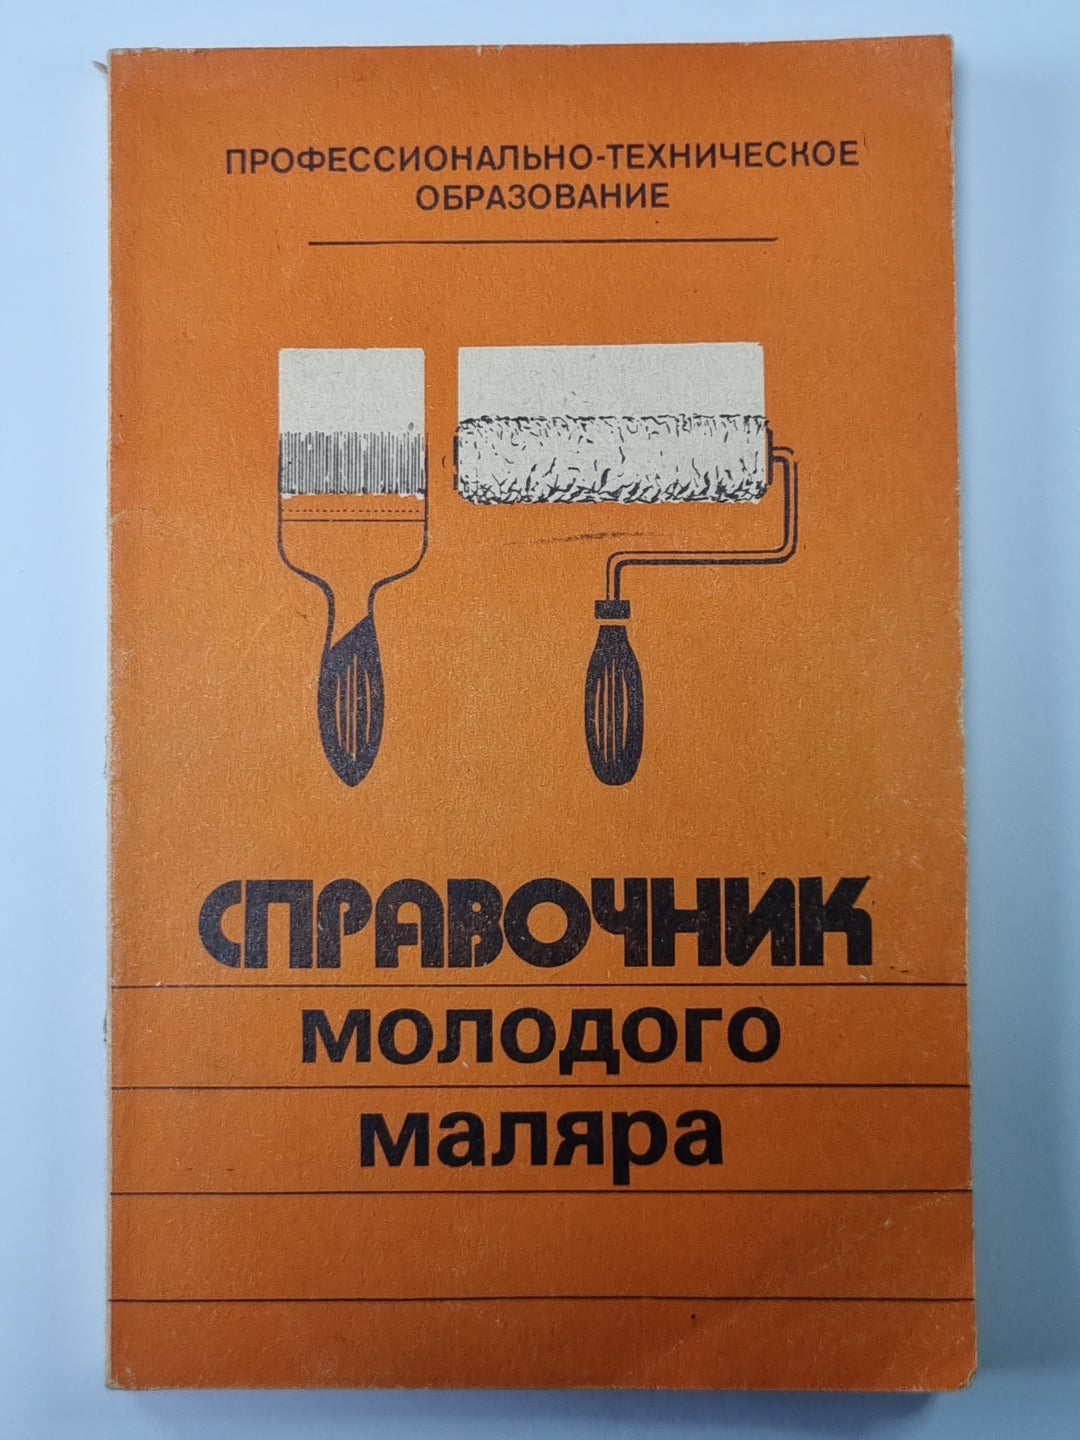 ПРОФЕССИОНАЛЬНО-ТЕХНИЧЕСКОЕ
ОБРАЗОВАНИЕ
СПРАВОЧНИК
молодого
маляра